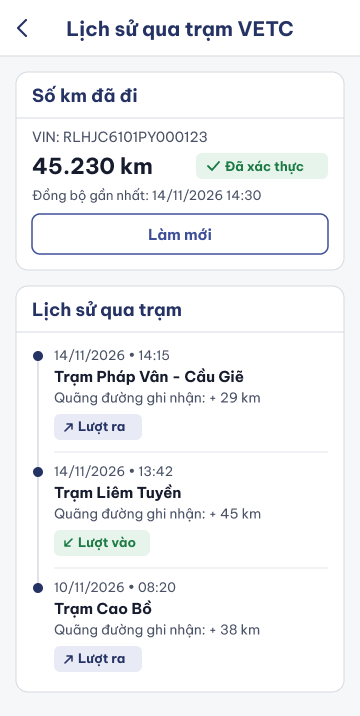 Lịch sử qua trạm VETC
Số km đã đi
VIN: RLHJC6101PY000123
45.230 km
Đã xác thực
Đồng bộ gần nhất: 14/11/2026 14:30
Làm mới
Lịch sử qua trạm
14/11/2026 • 14:15
Trạm Pháp Vân - Cầu Giẽ
Quãng đường ghi nhận: + 29 km
Lượt ra
14/11/2026 • 13:42
Trạm Liêm Tuyền
Quãng đường ghi nhận: + 45 km
Lượt vào
10/11/2026 • 08:20
Trạm Cao Bồ
Quãng đường ghi nhận: + 38 km
Lượt ra